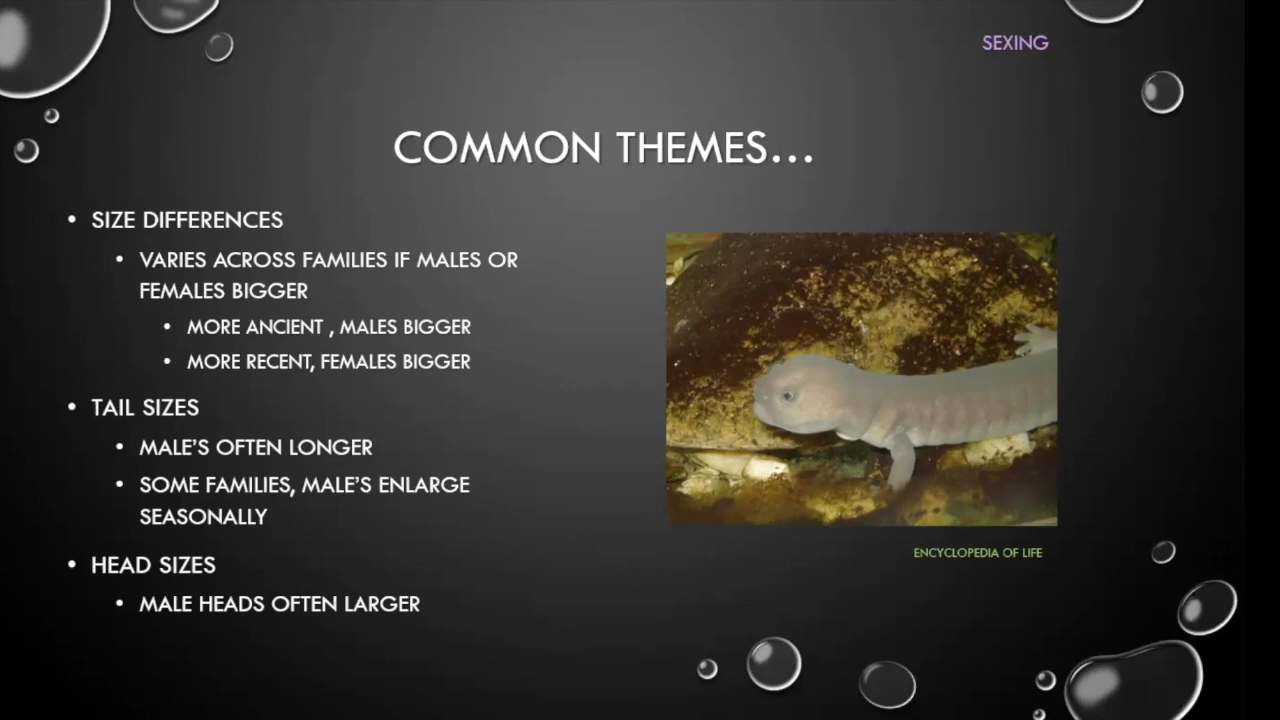 SEXING
COMMON THEMES...
• SIZE DIFFERENCES
• VARIES ACROSS FAMILIES IF MALES OR
FEMALES BIGGER
• MORE ANCIENT , MALES BIGGER
• MORE RECENT, FEMALES BIGGER
• TAIL SIZES
• MALE'S OFTEN LONGER
• SOME FAMILIES, MALE'S ENLARGE
SEASONALLY
• HEAD SIZES
• MALE HEADS OFTEN LARGER
ENCYCLOPEDIA OF LIFE